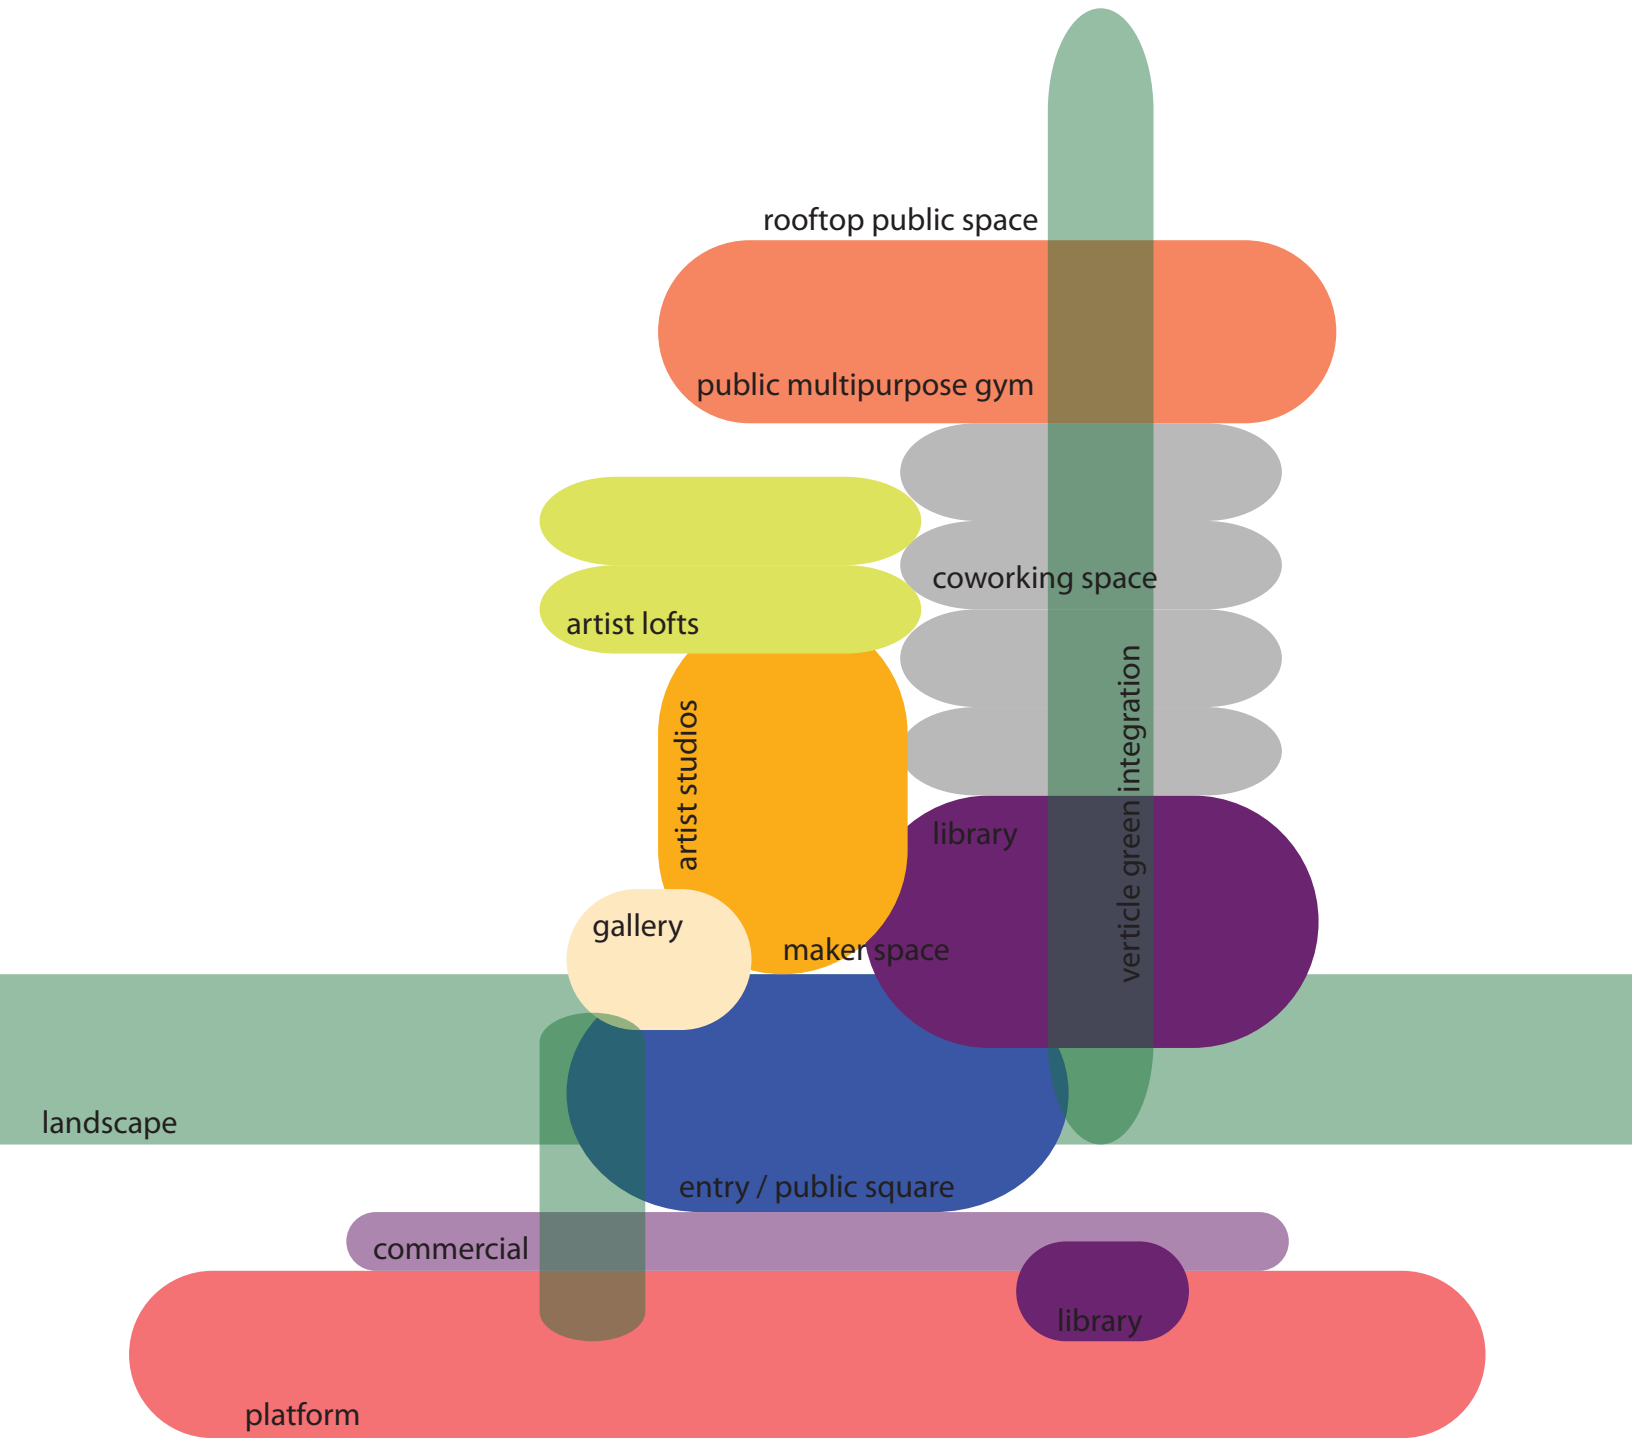 rooftop public space
public multipurpose gym
coworking space
artist lofts
verticle green integration
artist studios
library
gallery
maker space
landscape
entry / public square
commercial
library
platform